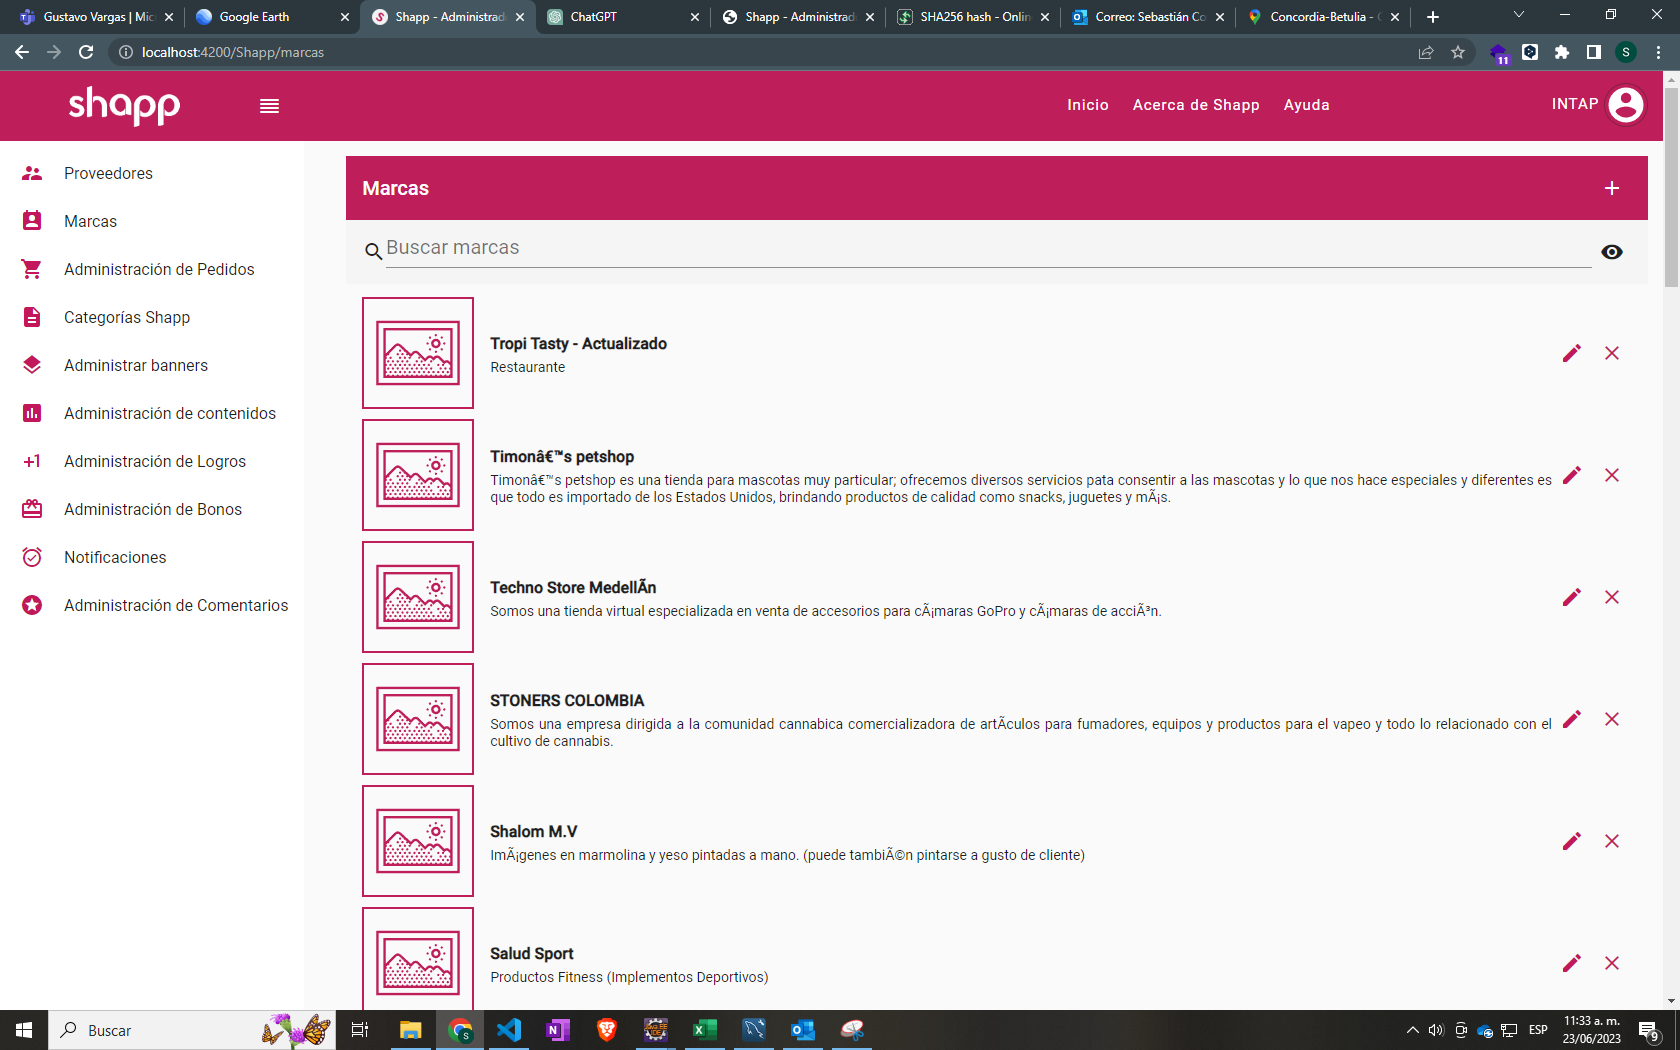 Gustavo Vargas | Mic
Google Earth
Shapp - Administrad
ChatGPT
Shapp - Administrad
SHA256 hash - Onlin
Correo: Sebastián Co
Concordia-Betulia -
localhost:4200/Shapp/marcas
11
S
shapp
Inicio
Acerca de Shapp
Ayuda
INTAP
Proveedores
Marcas
Administración de Pedidos
Categorías Shapp
Administrar banners
Administración de contenidos
+1 Administración de Logros
Administración de Bonos
Notificaciones
Administración de Comentarios
Marcas
Buscar marcas
Tropi Tasty - Actualizado
Restaurante
Timonâ€™s petshop
Timonâ€™s petshop es una tienda para mascotas muy particular; ofrecemos diversos servicios pata consentir a las mascotas y lo que nos hace especiales y diferentes es
que todo es importado de los Estados Unidos, brindando productos de calidad como snacks, juguetes y mÃ¡s.
Techno Store MedellÃn
Somos una tienda virtual especializada en venta de accesorios para cÃ¡maras GoPro y cÃ¡maras de acciÃ³n.
STONERS COLOMBIA
Somos una empresa dirigida a la comunidad cannabica comercializadora de artÃculos para fumadores, equipos y productos para el vapeo y todo lo relacionado con el
cultivo de cannabis.
Shalom M.V
ImÃ¡genes en marmolina y yeso pintadas a mano. (puede tambiÃ©n pintarse a gusto de cliente)
Salud Sport
Productos Fitness (Implementos Deportivos)
Buscar
ESP
11:33 a. m.
23/06/2023
9